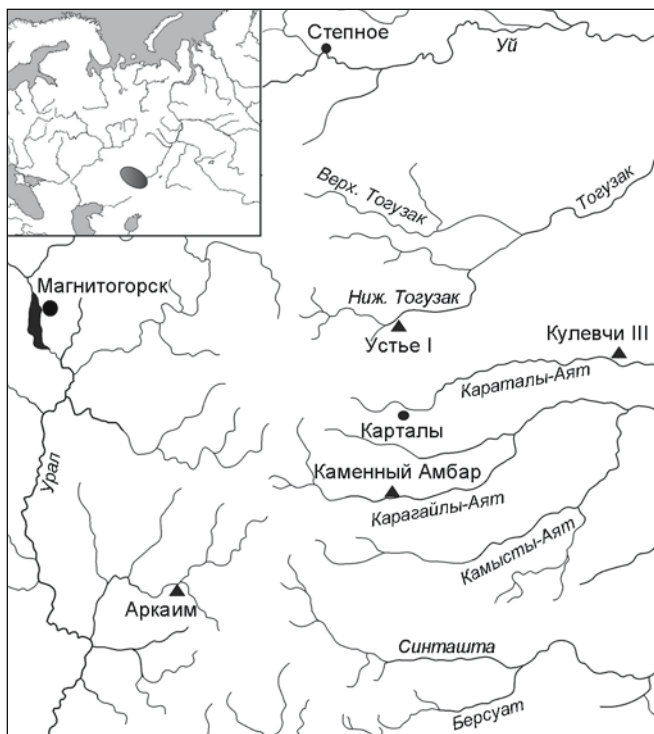 Степное
Уй
Верх. Тогузак
Тогузак
Магнитогорск
Ниж. Тогузак
Устье I
Кулевчи III
Караталы-Аят
Карталы
Урал
Каменный Амбар
Карагайлы-Аят
Камысты-Аят
Аркаим
Синташта
Берсуат